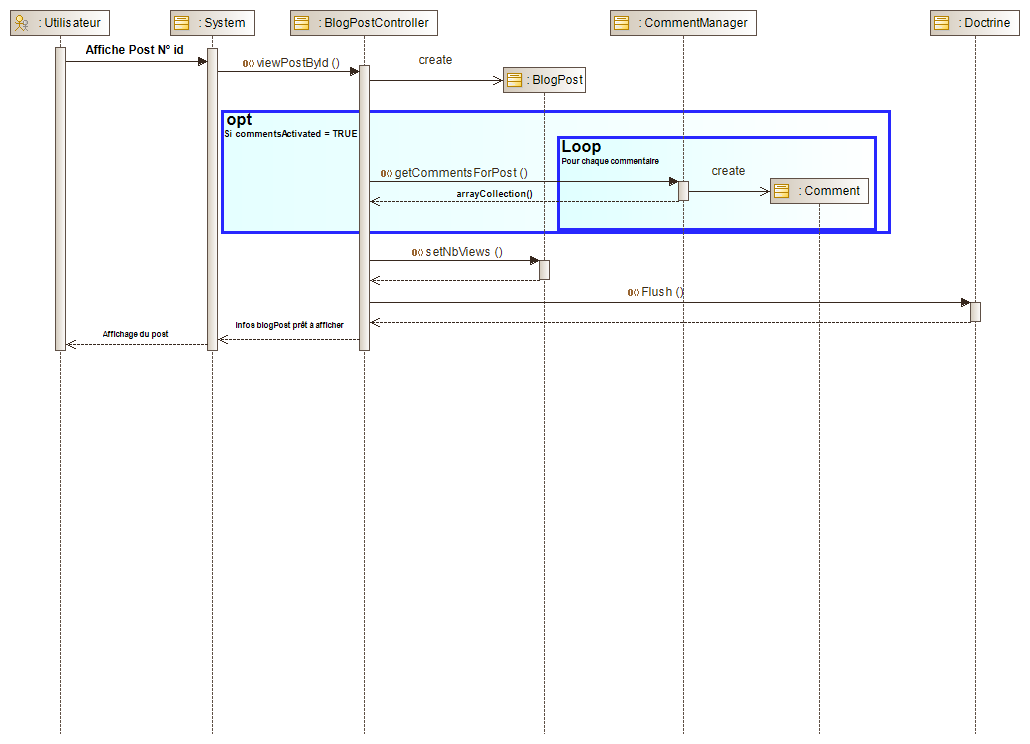 : Utilisateur
: System
: BlogPostController
: CommentManager
: Doctrine
Affiche Post N° id
viewPostById ()
create
: BlogPost
opt
Si commentsActivated = TRUE
Loop
Pour chaque commentaire
getCommentsForPost ()
create
arrayCollection()
: Comment
setNbViews ()
Flush ()
Infos blogPost prêt à afficher
Affichage du post